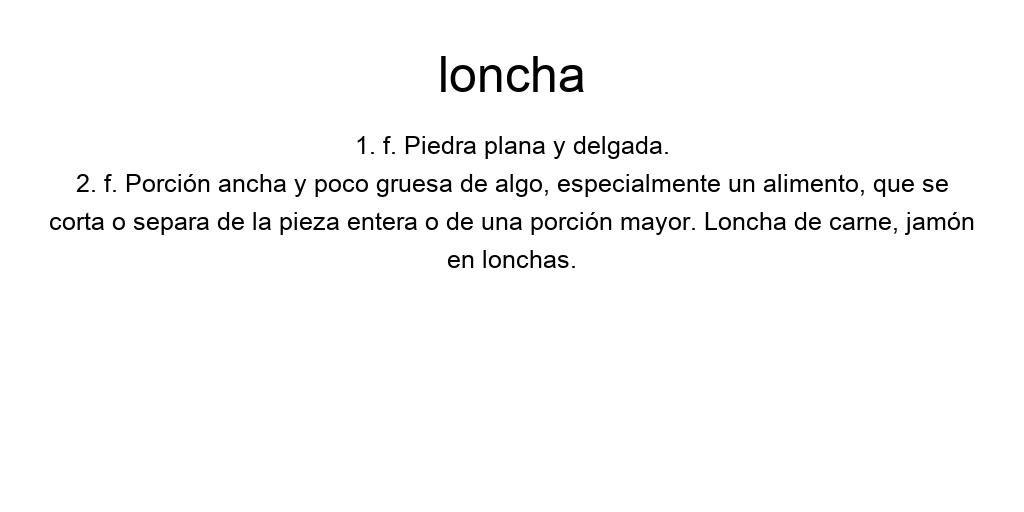 loncha
1. f. Piedra plana y delgada.
2. f. Porción ancha y poco gruesa de algo, especialmente un alimento, que se
corta o separa de la pieza entera o de una porción mayor. Loncha de carne, jamón
en lonchas.